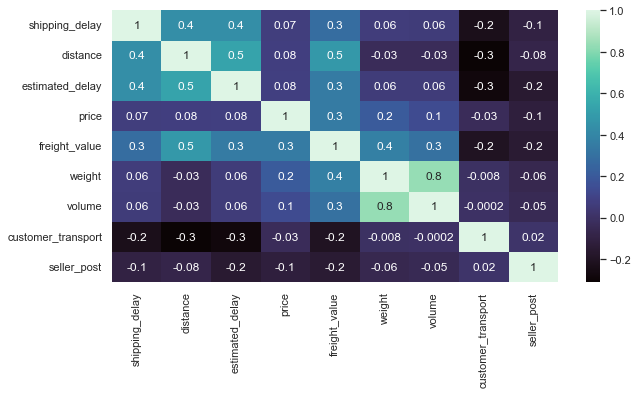 shipping_delay 1 0.4 0.4 0.07 0.3 0.06 0.06 -0.2 -0.1
distance 0.4 1 0.5 0.08 0.5 -0.03 -0.03 -0.3 -0.08
estimated_delay 0.4 0.5 1 0.08 0.3 0.06 0.06 -0.3 -0.2
price 0.07 0.08 0.08 1 0.3 0.2 0.1 -0.03 -0.1
freight_value 0.3 0.5 0.3 0.3 1 0.4 0.3 -0.2 -0.2
weight 0.06 -0.03 0.06 0.2 0.4 1 0.8 -0.008 -0.06
volume 0.06 -0.03 0.06 0.1 0.3 0.8 1 -0.0002 -0.05
customer_transport -0.2 -0.3 -0.3 -0.03 -0.2 -0.008 -0.0002 1 0.02
seller_post -0.1 -0.08 -0.2 -0.1 -0.2 -0.06 -0.05 0.02 1
shipping_delay
distance
estimated_delay
price
freight_value
weight
volume
customer_transport
seller_post
1.0
0.8
0.6
0.4
0.2
0.0
-0.2